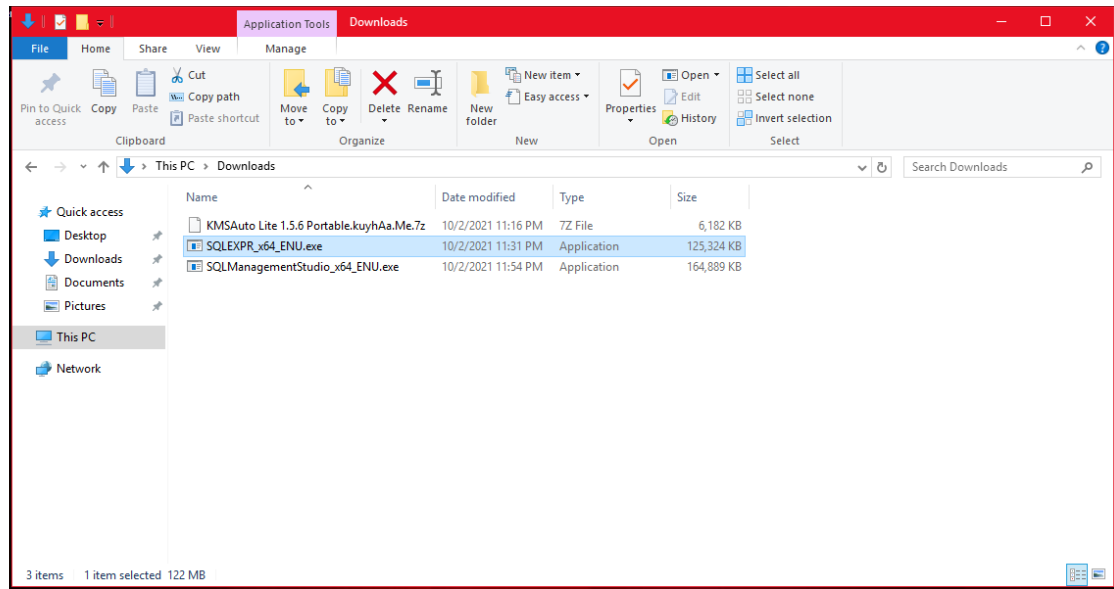 Application Tools Downloads
File Home Share View Manage
Pin to Quick access
Copy
Paste
Cut
Copy path
Paste shortcut
Clipboard
Move to
Copy to
Delete
Rename
Organize
New folder
New item
Easy access
New
Properties
Open
Edit
History
Open
Select all
Select none
Invert selection
Select
This PC > Downloads
Search Downloads
Quick access
Desktop
Downloads
Documents
Pictures
This PC
Network
Name Date modified Type Size
KMSAuto Lite 1.5.6 Portable.kuyhAa.Me.7z 10/2/2021 11:16 PM 7Z File 6,182 KB
SQLEXPR_x64_ENU.exe 10/2/2021 11:31 PM Application 125,324 KB
SQLManagementStudio_x64_ENU.exe 10/2/2021 11:54 PM Application 164,889 KB
3 items 1 item selected 122 MB